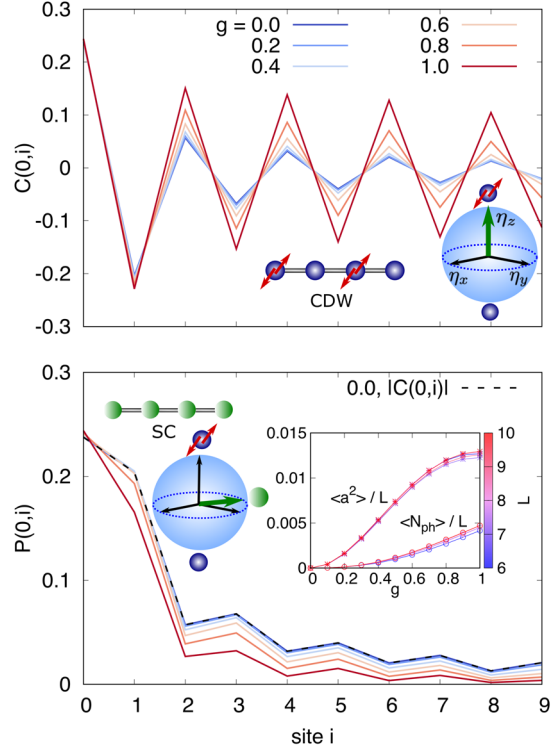 0.3
0.2
0.1
0
-0.1
-0.2
-0.3
C(0,i)
g = 0.0
0.2
0.4
0.6
0.8
1.0
CDW
η_z
η_x
η_y
0.3
0.2
0.1
0
P(0,i)
0.0, |C(0,i)|
SC
0.015
0.01
0.005
0
<a²> / L
<N_ph> / L
0 0.2 0.4 0.6 0.8 1
g
10
9
8
7
6
L
0 1 2 3 4 5 6 7 8 9
site i